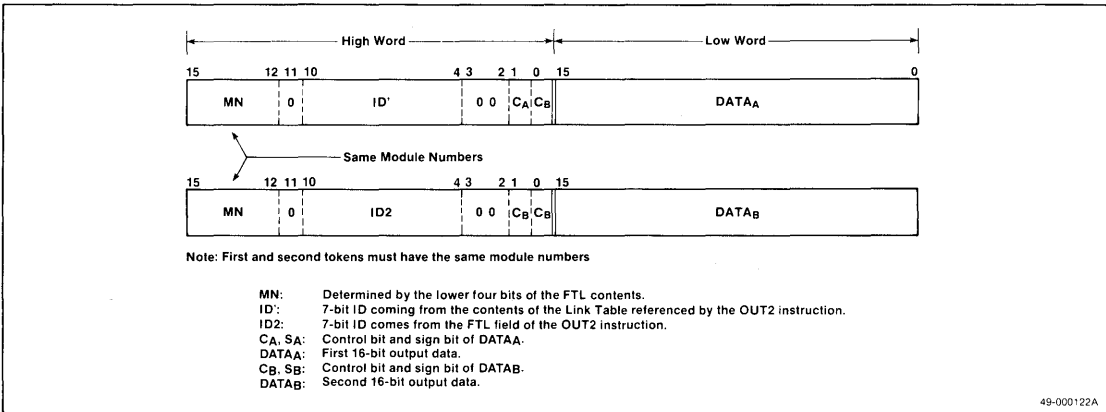 High Word Low Word
15 12 11 10 4 3 2 1 0 15 0
MN 0 ID' 0 0 CA CB DATAA
Same Module Numbers
15 12 11 10 4 3 2 1 0 15
MN 0 ID2 0 0 CB CB DATAB
Note: First and second tokens must have the same module numbers
MN: Determined by the lower four bits of the FTL contents.
ID': 7-bit ID coming from the contents of the Link Table referenced by the OUT2 instruction.
ID2: 7-bit ID comes from the FTL field of the OUT2 instruction.
CA, SA: Control bit and sign bit of DATAA.
DATAA: First 16-bit output data.
CB, SB: Control bit and sign bit of DATAB.
DATAB: Second 16-bit output data.
49-000122A